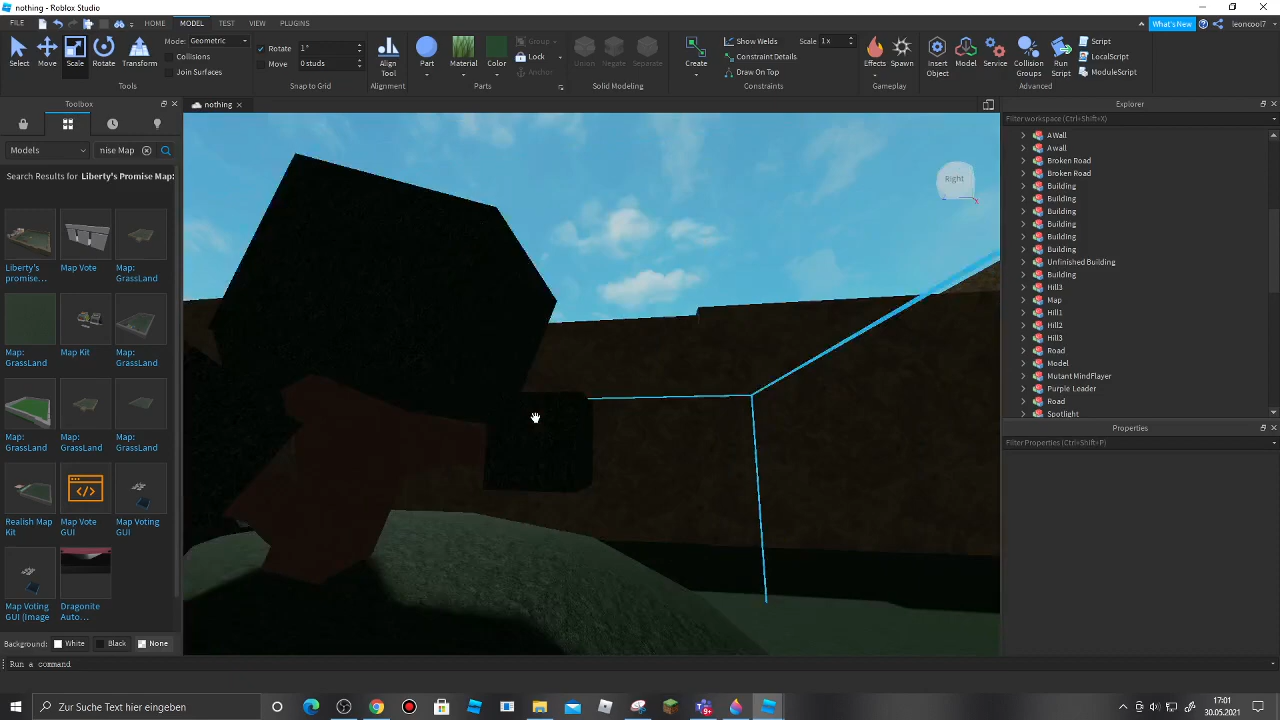 nothing - Roblox Studio
FILE HOME MODEL TEST VIEW PLUGINS What's New leoncool7
Select Move Scale Rotate Transform Mode: Geometric Collisions Join Surfaces
Rotate 1° Move 0 studs Align Tool Part Material Color Group Lock Anchor
Union Negate Separate Create Show Welds Constraint Details Draw On Top Scale 1 x
Effects Spawn Insert Object Model Service Collision Groups Run Script Script LocalScript ModuleScript
Tools Snap to Grid Alignment Parts Solid Modeling Constraints Gameplay Advanced
Toolbox
nothing
Explorer
Filter workspace (Ctrl+Shift+X)
Models
nise Map
Search Results for Liberty's Promise Map:
Liberty's promise...
Map Vote
Map: GrassLand
Map: GrassLand
Map Kit
Map: GrassLand
Map: GrassLand
Map: GrassLand
Map: GrassLand
Realish Map Kit
Map Vote GUI
Map Voting GUI
Map Voting GUI (Image
Dragonite Auto...
Background: White Black None
Right
AWall
Awall
Broken Road
Broken Road
Building
Building
Building
Building
Building
Building
Unfinished Building
Building
Hill3
Map
Hill1
Hill2
Hill3
Road
Model
Mutant MindFlayer
Purple Leader
Road
Spotlight
Properties
Filter Properties (Ctrl+Shift+P)
Run a command
Zur Suche Text hier eingeben
17:01
30.05.2021